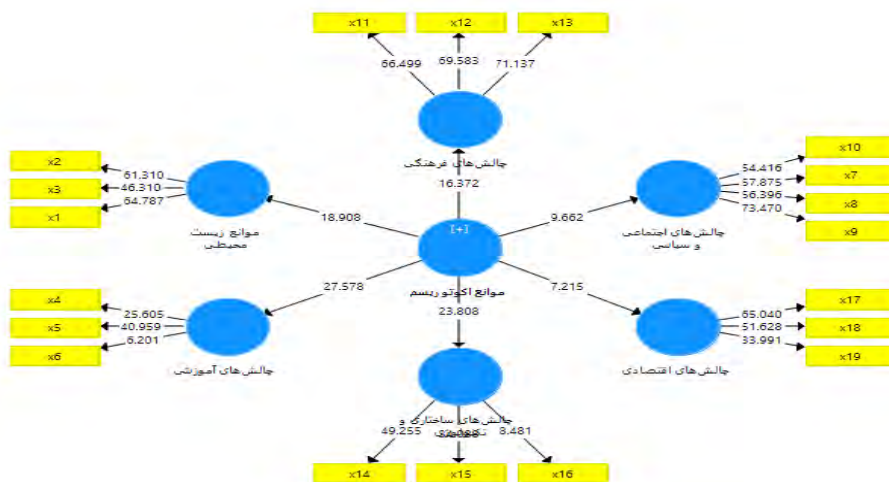 x11 x12 x13
66.499 69.583 71.137
چالش‌های فرهنگی
16.372
x2
x3
x1
61.310
46.310
64.787
موانع زیست
محیطی
18.908
x10
x7
x8
x9
54.416
57.875
56.396
73.470
چالش‌های اجتماعی
و سیاسی
9.662
[+]
موانع اکوتوریسم
x4
x5
x6
25.605
40.959
6.201
چالش‌های آموزشی
27.578
23.808
7.215
x17
x18
x19
65.040
51.628
33.991
چالش‌های اقتصادی
چالش‌های ساختاری و
49.255 8.481
x14 x15 x16